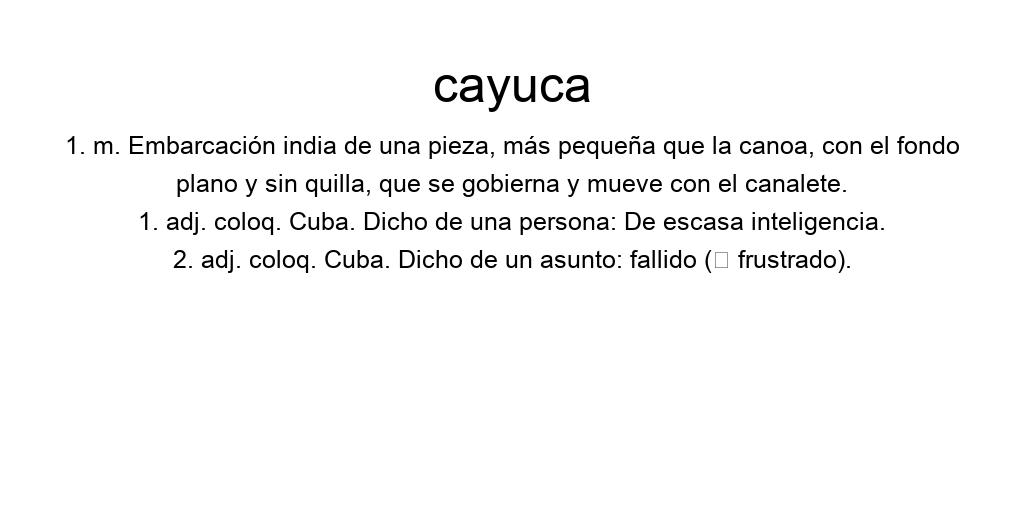 cayuca
1. m. Embarcación india de una pieza, más pequeña que la canoa, con el fondo
plano y sin quilla, que se gobierna y mueve con el canalete.
1. adj. coloq. Cuba. Dicho de una persona: De escasa inteligencia.
2. adj. coloq. Cuba. Dicho de un asunto: fallido (□ frustrado).